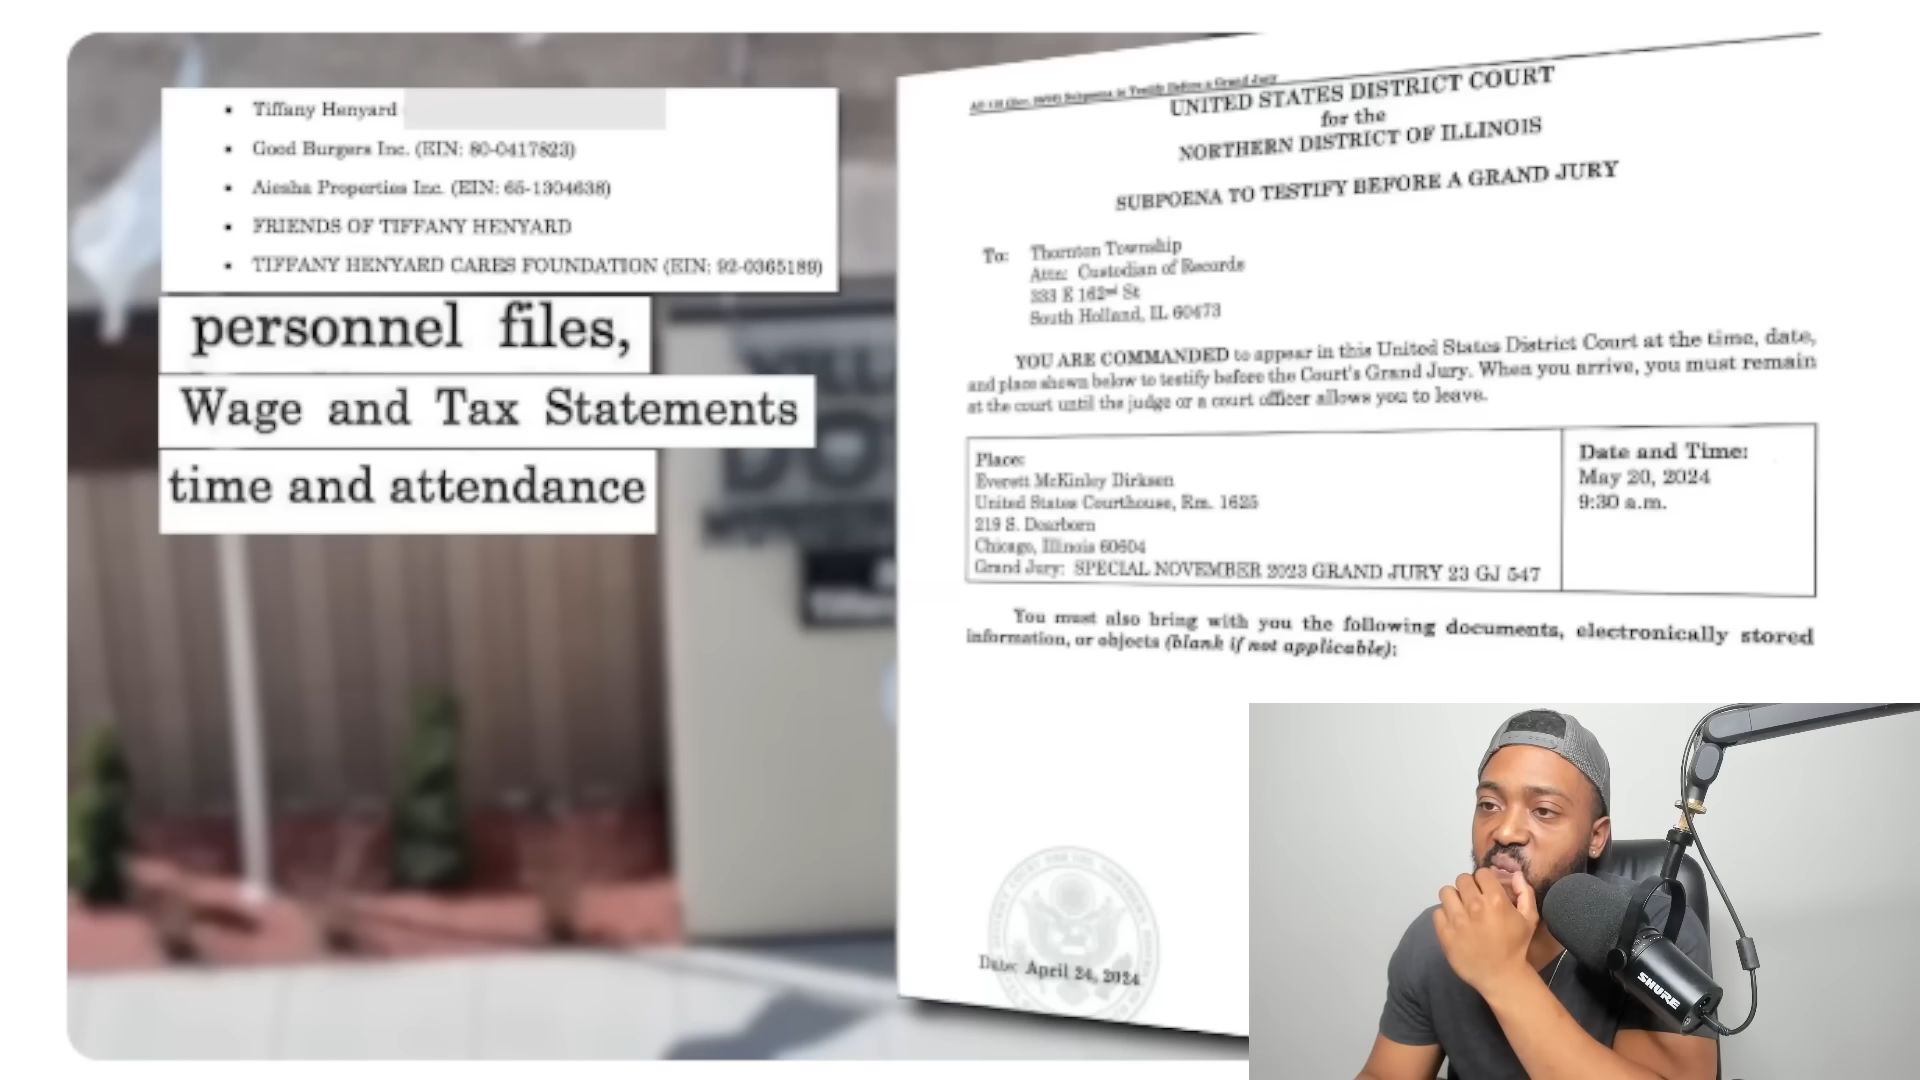 • Tiffany Henyard
• Good Burgers Inc. (EIN: 80-0417823)
• Aiesha Properties Inc. (EIN: 65-1304638)
• FRIENDS OF TIFFANY HENYARD
• TIFFANY HENYARD CARES FOUNDATION (EIN: 92-0365189)
personnel files,
Wage and Tax Statements
time and attendance
Subpoena to Testify Before a Grand Jury
UNITED STATES DISTRICT COURT
for the
NORTHERN DISTRICT OF ILLINOIS
SUBPOENA TO TESTIFY BEFORE A GRAND JURY
To: Thornton Township
Attn: Custodian of Records
333 E 162nd St
South Holland, IL 60473
YOU ARE COMMANDED to appear in this United States District Court at the time, date,
and place shown below to testify before the Court's Grand Jury. When you arrive, you must remain
at the court until the judge or a court officer allows you to leave.
Place:
Everett McKinley Dirksen
United States Courthouse, Rm. 1625
219 S. Dearborn
Chicago, Illinois 60604
Grand Jury: SPECIAL NOVEMBER 2023 GRAND JURY 23 GJ 547
Date and Time:
May 20, 2024
9:30 a.m.
You must also bring with you the following documents, electronically stored
information, or objects (blank if not applicable):
Date: April 24, 2024
SHURE